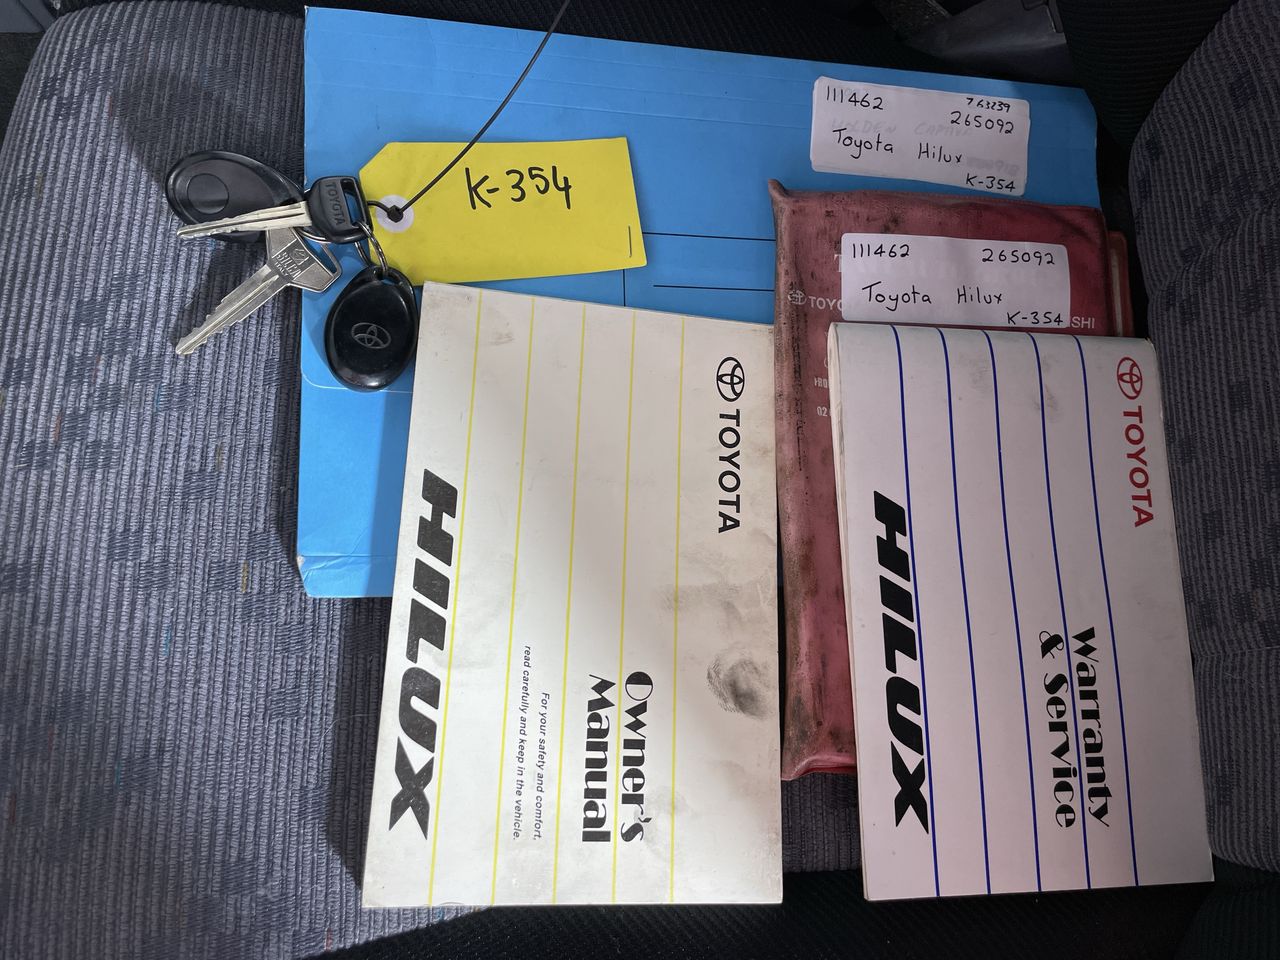 K-354
111462
763239
265092
Toyota Hilux
K-354
111462
265092
Toyota Hilux
K-354
TOYOTA
SILCA
TOYOTA
HILUX
Owner's
Manual
For your safety and comfort,
read carefully and keep in the vehicle.
TOYOTA
HILUX
Warranty
& Service